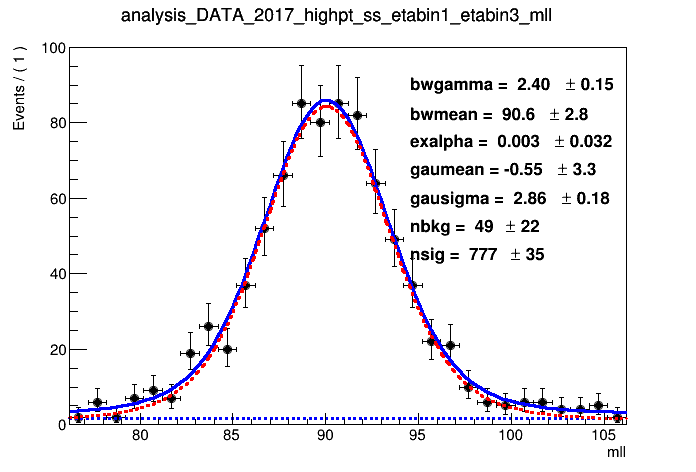 analysis_DATA_2017_highpt_ss_etabin1_etabin3_mll
Events / ( 1 )
100
80
60
40
20
0
bwgamma = 2.40 ± 0.15
bwmean = 90.6 ± 2.8
exalpha = 0.003 ± 0.032
gaumean = -0.55 ± 3.3
gausigma = 2.86 ± 0.18
nbkg = 49 ± 22
nsig = 777 ± 35
80 85 90 95 100 105
mll